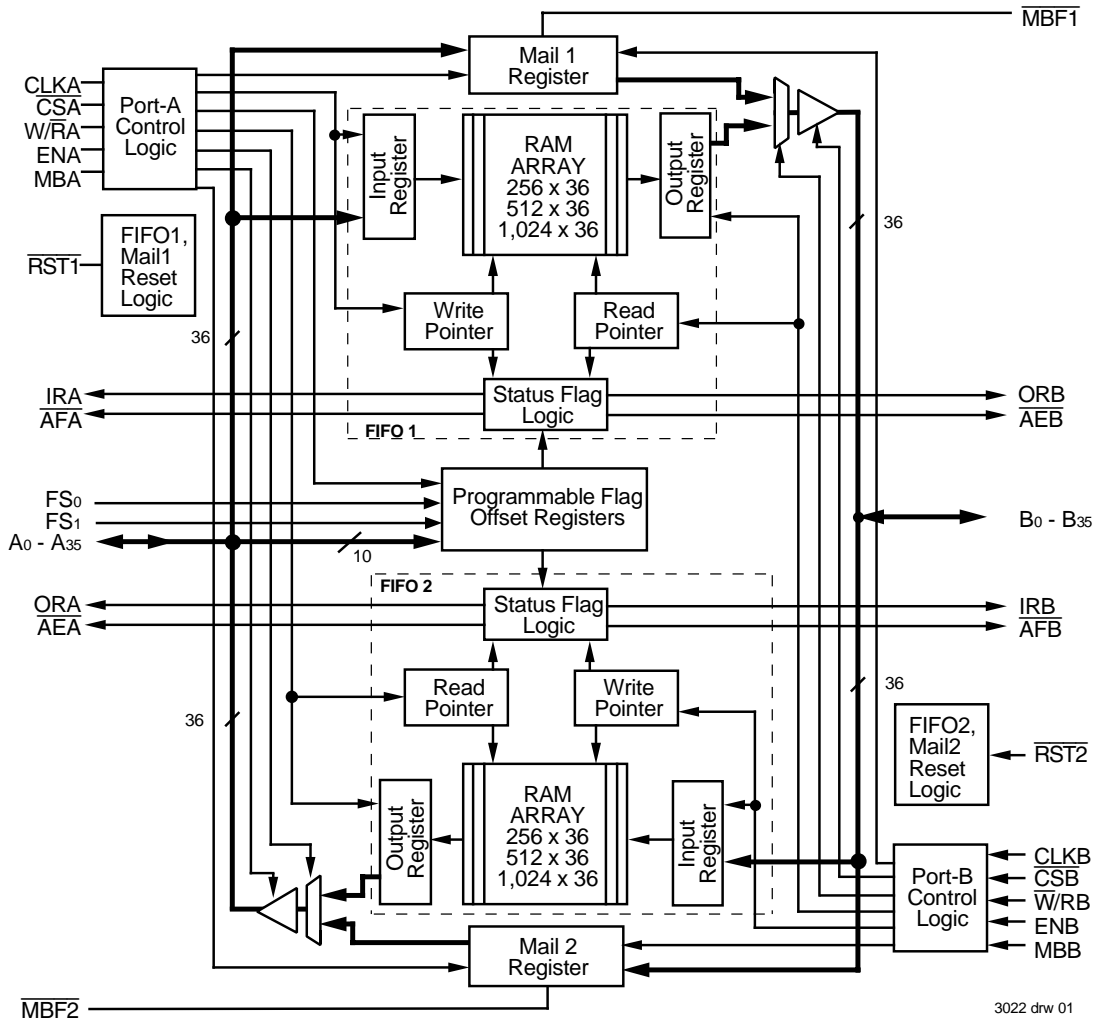 MBF1
Mail 1
Register
CLKA
CSA
W/RA
ENA
MBA
Port-A
Control
Logic
Input
Register
RAM
ARRAY
256 x 36
512 x 36
1,024 x 36
Output
Register
36
RST1
FIFO1,
Mail1
Reset
Logic
Write
Pointer
Read
Pointer
36
IRA
AFA
Status Flag
Logic
ORB
AEB
FIFO 1
FS0
FS1
A0 - A35
Programmable Flag
Offset Registers
10
B0 - B35
FIFO 2
ORA
AEA
Status Flag
Logic
IRB
AFB
Read
Pointer
Write
Pointer
36
36
FIFO2,
Mail2
Reset
Logic
RST2
Output
Register
RAM
ARRAY
256 x 36
512 x 36
1,024 x 36
Input
Register
Port-B
Control
Logic
CLKB
CSB
W/RB
ENB
MBB
Mail 2
Register
MBF2
3022 drw 01